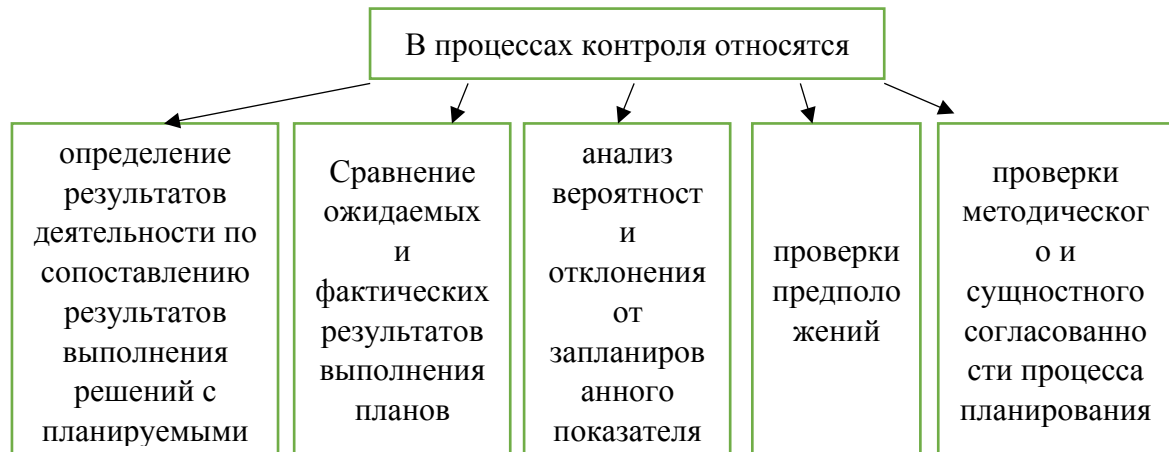 В процессах контроля относятся
определение
результатов
деятельности по
сопоставлению
результатов
выполнения
решений с
планируемыми
Сравнение
ожидаемых
и
фактических
результатов
выполнения
планов
анализ
вероятност
и
отклонения
от
запланиров
анного
показателя
проверки
предполо
жений
проверки
методическог
о и
сущностного
согласованно
сти процесса
планирования